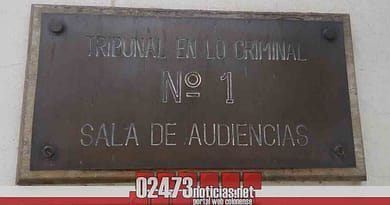 TRIBUNAL EN LO CRIMINAL
Nº 1
SALA DE AUDIENCIAS
02473noticias.net
portal web colonense